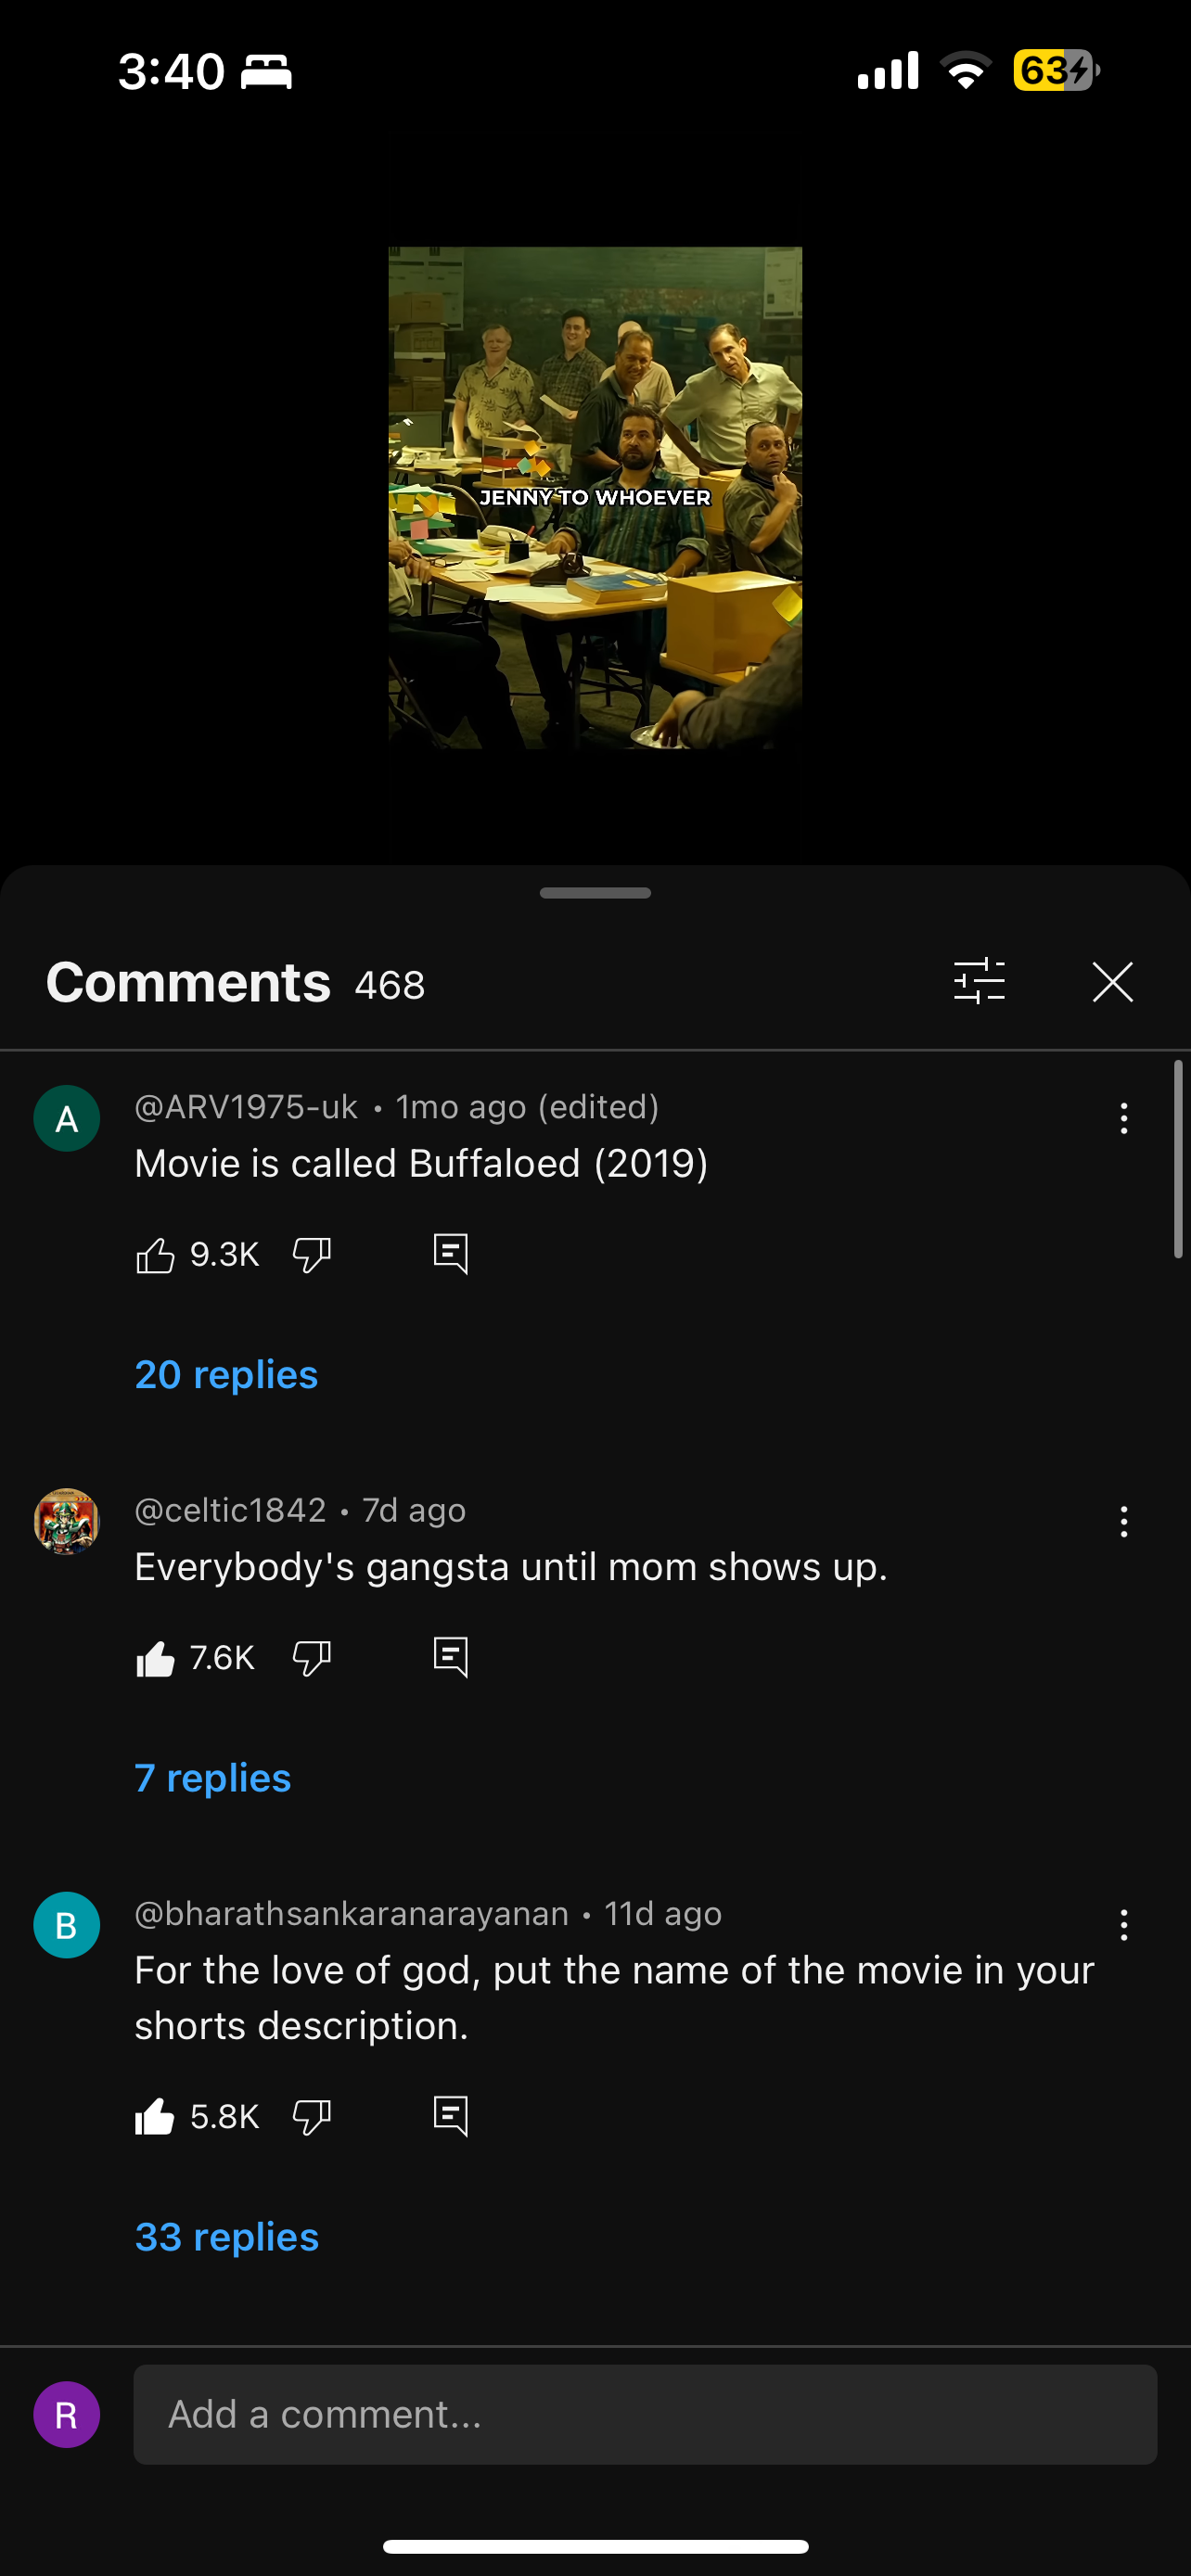 3:40
63
JENNY TO WHOEVER
Comments 468
A
@ARV1975-uk • 1mo ago (edited)
Movie is called Buffaloed (2019)
9.3K
20 replies
@celtic1842 • 7d ago
Everybody's gangsta until mom shows up.
7.6K
7 replies
B
@bharathsankaranarayanan • 11d ago
For the love of god, put the name of the movie in your
shorts description.
5.8K
33 replies
R
Add a comment...